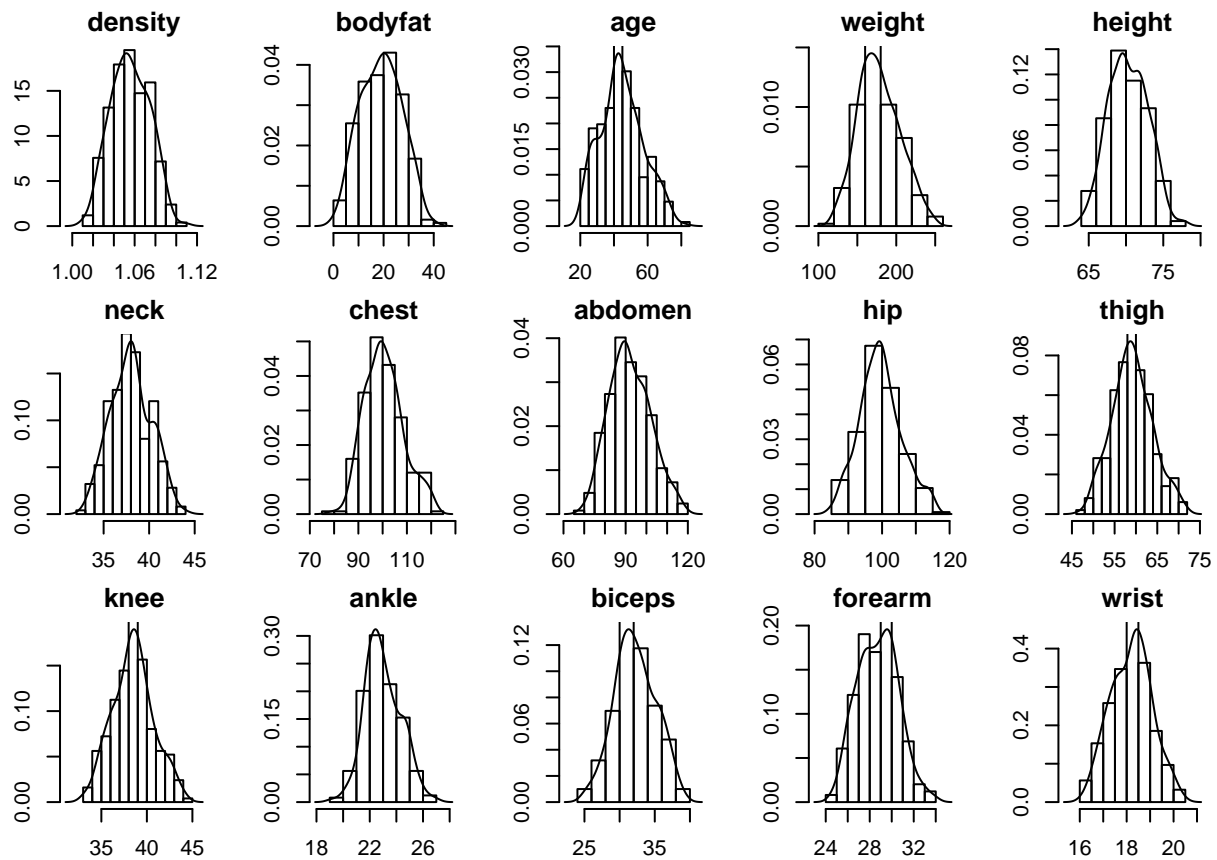 density bodyfat age weight height
0 5 10 15
1.00 1.06 1.12
0.00 0.02 0.04
0 20 40
0.000 0.015 0.030
20 60
0.000 0.010
100 200
0.00 0.06 0.12
65 75
neck chest abdomen hip thigh
0.00 0.10
35 40 45
0.00 0.02 0.04
70 90 110
0.00 0.02 0.04
60 80 100 120
0.00 0.03 0.06
80 100 120
0.00 0.04 0.08
45 55 65 75
knee ankle biceps forearm wrist
0.00 0.10
35 40 45
0.00 0.15 0.30
18 22 26
0.00 0.06 0.12
25 35
0.00 0.10 0.20
24 28 32
0.0 0.2 0.4
16 18 20